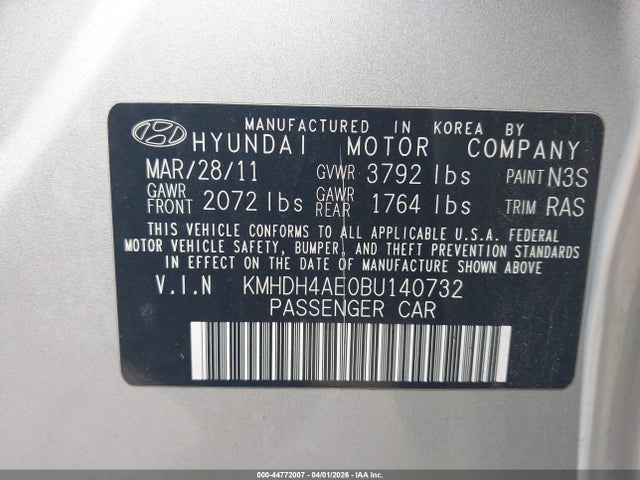 MANUFACTURED IN KOREA BY
HYUNDAI MOTOR COMPANY
MAR/28/11 GVWR 3792 lbs PAINT N3S
GAWR FRONT 2072 lbs GAWR REAR 1764 lbs TRIM RAS
THIS VEHICLE CONFORMS TO ALL APPLICABLE U.S.A. FEDERAL
MOTOR VEHICLE SAFETY, BUMPER, AND THEFT PREVENTION STANDARDS
IN EFFECT ON THE DATE OF MANUFACTURE SHOWN ABOVE.
V.I.N KMHDH4AE0BU140732
PASSENGER CAR
000-44772007 - 04/01/2026 - IAA Inc.